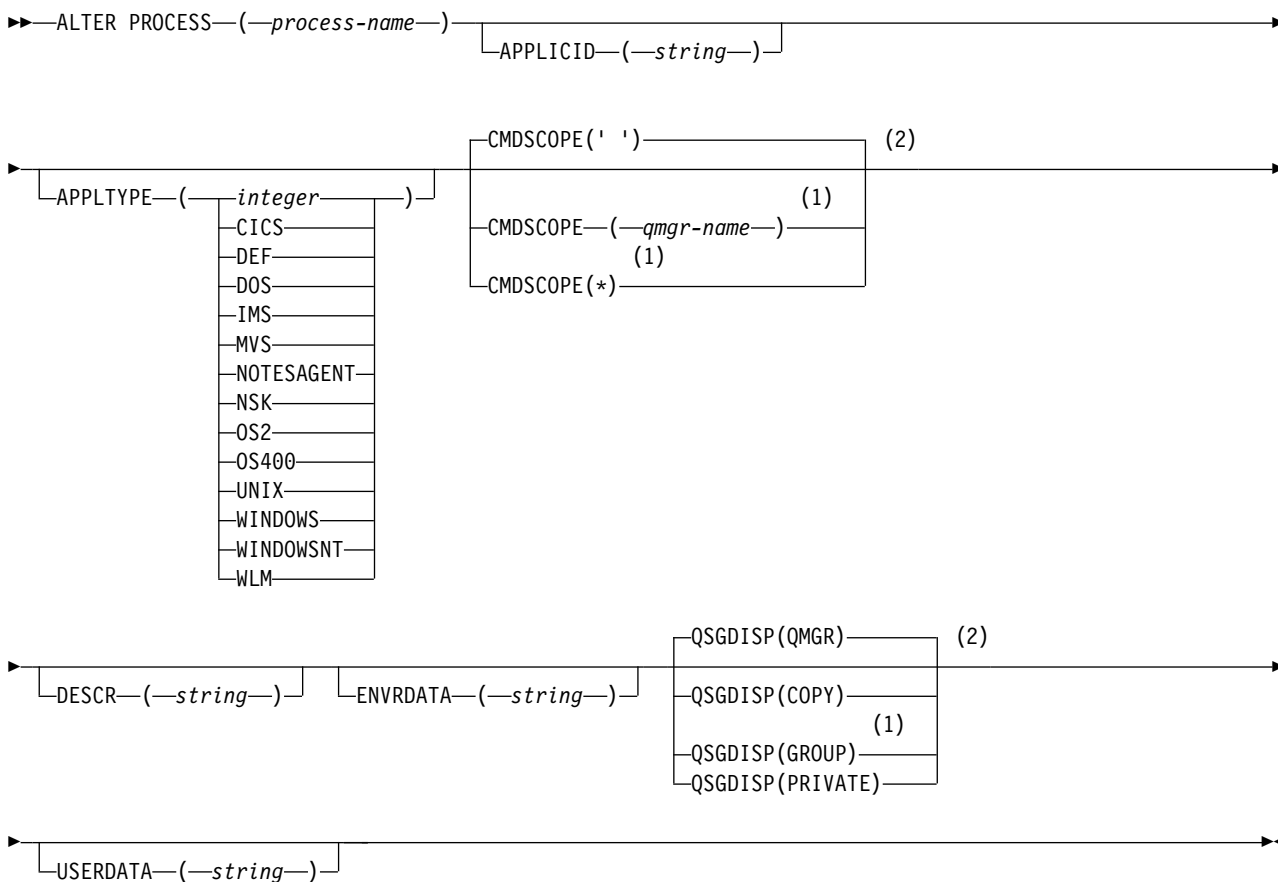 ALTER PROCESS ( process-name )
APPLICID ( string )
CMDSCOPE(' ') (2)
APPLTYPE ( integer ) CMDSCOPE ( qmgr-name ) (1)
CICS
DEF
DOS CMDSCOPE(*) (1)
IMS
MVS
NOTESAGENT
NSK
OS2
OS400
UNIX
WINDOWS
WINDOWSNT
WLM
QSGDISP(QMGR) (2)
DESCR ( string ) ENVRDATA ( string ) QSGDISP(COPY)
(1)
QSGDISP(GROUP)
QSGDISP(PRIVATE)
USERDATA ( string )